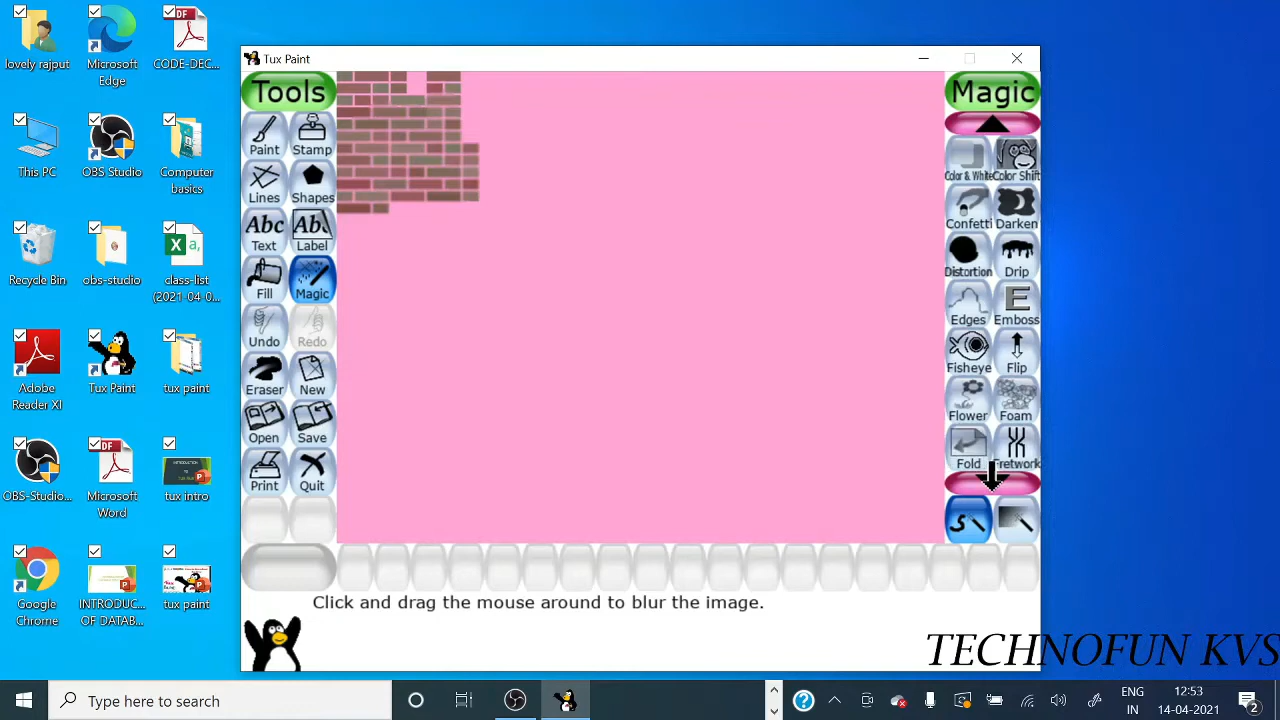 lovely rajput
Microsoft
Edge
CODE-DEC...
This PC
OBS Studio
Computer
basics
Recycle Bin
obs-studio
class-list
(2021-04-0...
Adobe
Reader XI
Tux Paint
tux paint
OBS-Studio...
Microsoft
Word
tux intro
Google
Chrome
INTRODUC...
OF DATAB...
tux paint
Tux Paint
Tools
Paint
Stamp
Lines
Shapes
Abc
Text
Abc
Label
Fill
Magic
Undo
Redo
Eraser
New
Open
Save
Print
Quit
Magic
Color & White
Color Shift
Confetti
Darken
Distortion
Drip
Edges
E
Emboss
Fisheye
Flip
Flower
Foam
Fold
Fretwork
Click and drag the mouse around to blur the image.
TECHNOFUN KVS
Type here to search
ENG
IN
12:53
14-04-2021
2